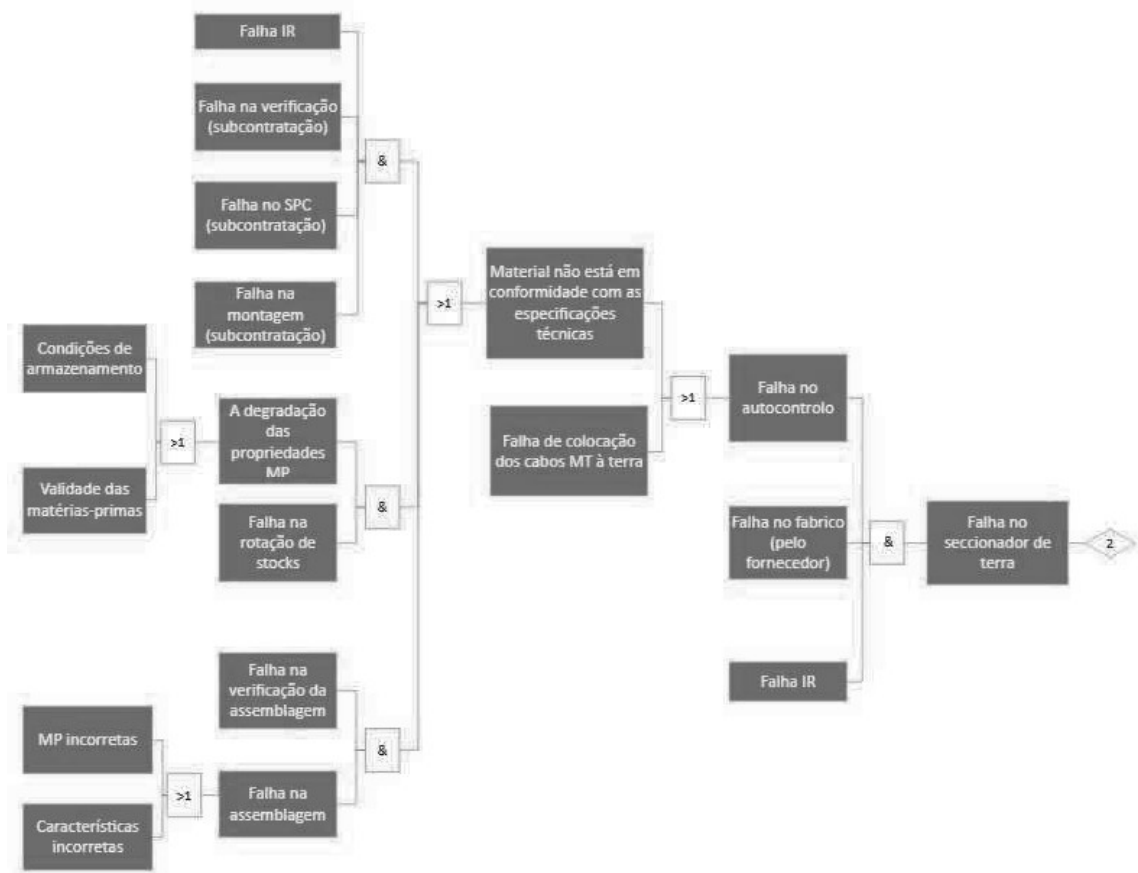 Falha IR
Falha na verificação
(subcontratação)
&
Falha no SPC
(subcontratação)
Falha na
montagem
(subcontratação)
Condições de
armazenamento
>1
Validade das
matérias-primas
A degradação
das
propriedades
MP
&
Falha na
rotação de
stocks
Falha na
verificação da
assemblagem
&
MP incorretas
>1
Falha na
assemblagem
Características
incorretas
>1
Material não está em
conformidade com as
especificações
técnicas
>1
Falha de colocação
dos cabos MT à terra
Falha no
autocontrolo
Falha no fabrico
(pelo
fornecedor)
&
Falha IR
Falha no
seccionador de
terra
2